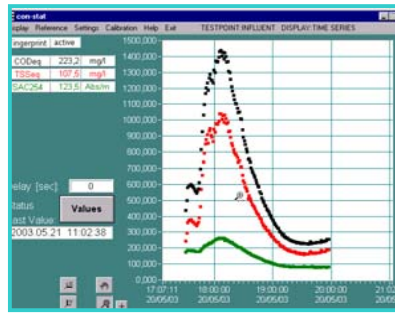 con-stat
Display Reference Settings Calibration Help Exit TESTPOINT:INFLUENT DISPLAY:TIME SERIES
fingerprint active
CODeq 223,2 mg/l
TSSeq 107,5 mg/l
SAC254 123,5 Abs/m
Delay [sec] 0
Status
Last Value:
Values
2003.05.21 11:02:38
1500,000
1400,000
1300,000
1200,000
1100,000
1000,000
900,000
800,000
700,000
600,000
500,000
400,000
300,000
200,000
100,000
0,000
17:07:11 18:00:00 19:00:00 20:00:00 21:02
20/05/03 20/05/03 20/05/03 20/05/03 20/0